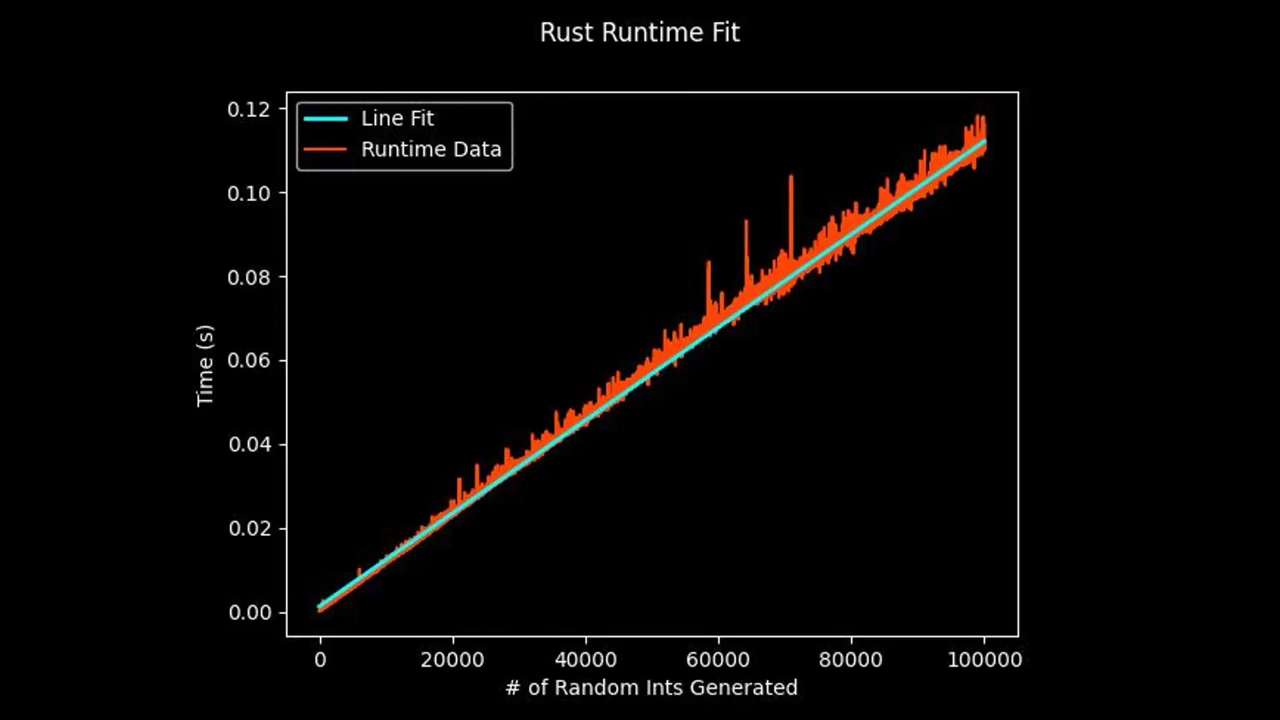 Rust Runtime Fit
Line Fit
Runtime Data
0.12
0.10
0.08
0.06
0.04
0.02
0.00
Time (s)
0 20000 40000 60000 80000 100000
# of Random Ints Generated